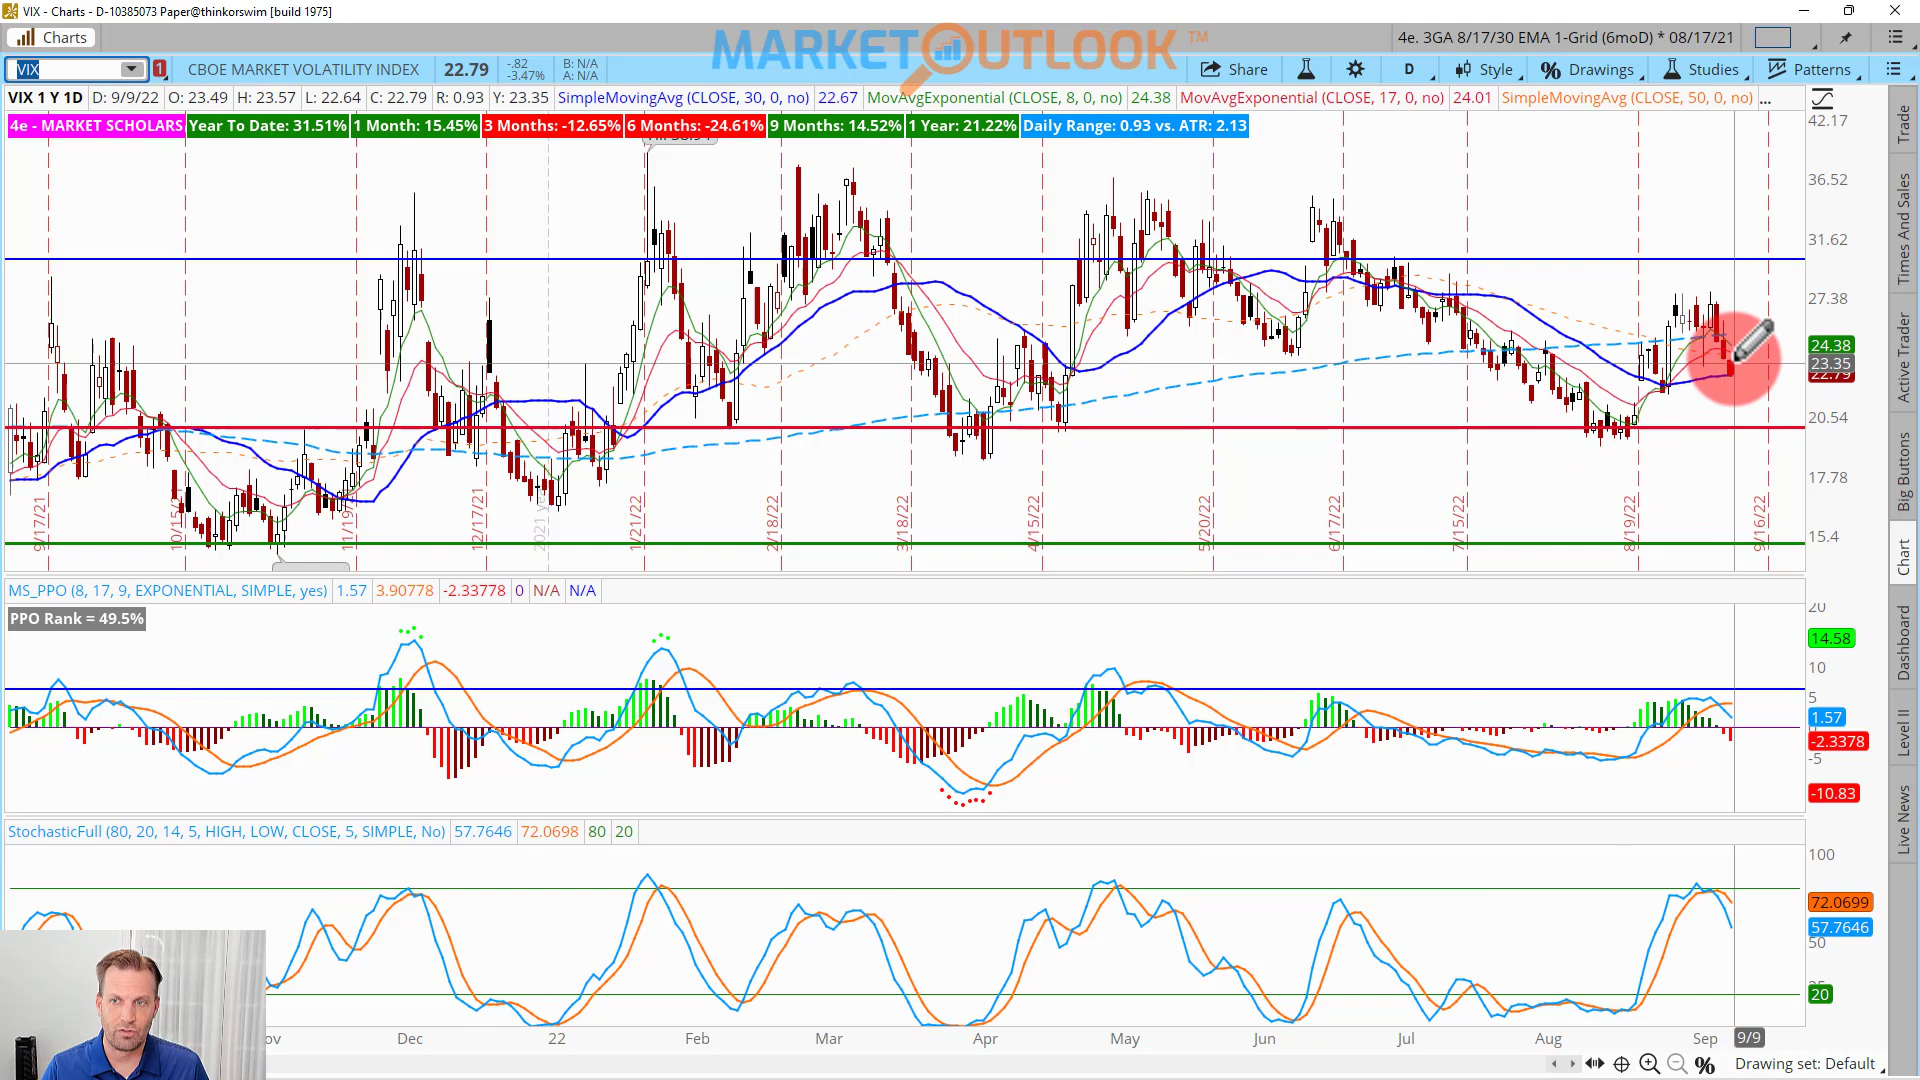 VIX - Charts - D-10385073 Paper@thinkorswim [build 1975]
Charts
MARKETOUTLOOK TM
4e. 3GA 8/17/30 EMA 1-Grid (6moD) * 08/17/21
VIX
1
CBOE MARKET VOLATILITY INDEX
22.79
-.82
-3.47%
B: N/A
A: N/A
Share
D
Style
Drawings
Studies
Patterns
VIX 1 Y 1D
D: 9/9/22
O: 23.49
H: 23.57
L: 22.64
C: 22.79
R: 0.93
Y: 23.35
SimpleMovingAvg (CLOSE, 30, 0, no)
22.67
MovAvgExponential (CLOSE, 8, 0, no)
24.38
MovAvgExponential (CLOSE, 17, 0, no)
24.01
SimpleMovingAvg (CLOSE, 50, 0, no)
...
4e - MARKET SCHOLARS
Year To Date: 31.51%
1 Month: 15.45%
3 Months: -12.65%
6 Months: -24.61%
9 Months: 14.52%
1 Year: 21.22%
Daily Range: 0.93 vs. ATR: 2.13
42.17
36.52
31.62
27.38
24.38
23.35
22.79
20.54
17.78
15.4
9/17/21
11/19/21
12/17/21
1/21/22
2/18/22
3/18/22
4/15/22
5/20/22
6/17/22
7/15/22
8/19/22
9/16/22
MS_PPO (8, 17, 9, EXPONENTIAL, SIMPLE, yes)
1.57
3.90778
-2.33778
0
N/A
N/A
PPO Rank = 49.5%
20
14.58
10
5
1.57
-2.3378
-5
-10.83
StochasticFull (80, 20, 14, 5, HIGH, LOW, CLOSE, 5, SIMPLE, No)
57.7646
72.0698
80
20
100
72.0699
57.7646
50
20
Dec
22
Feb
Mar
Apr
May
Jun
Jul
Aug
Sep
9/9
Drawing set: Default
Trade
Times And Sales
Active Trader
Big Buttons
Chart
Dashboard
Level II
Live News